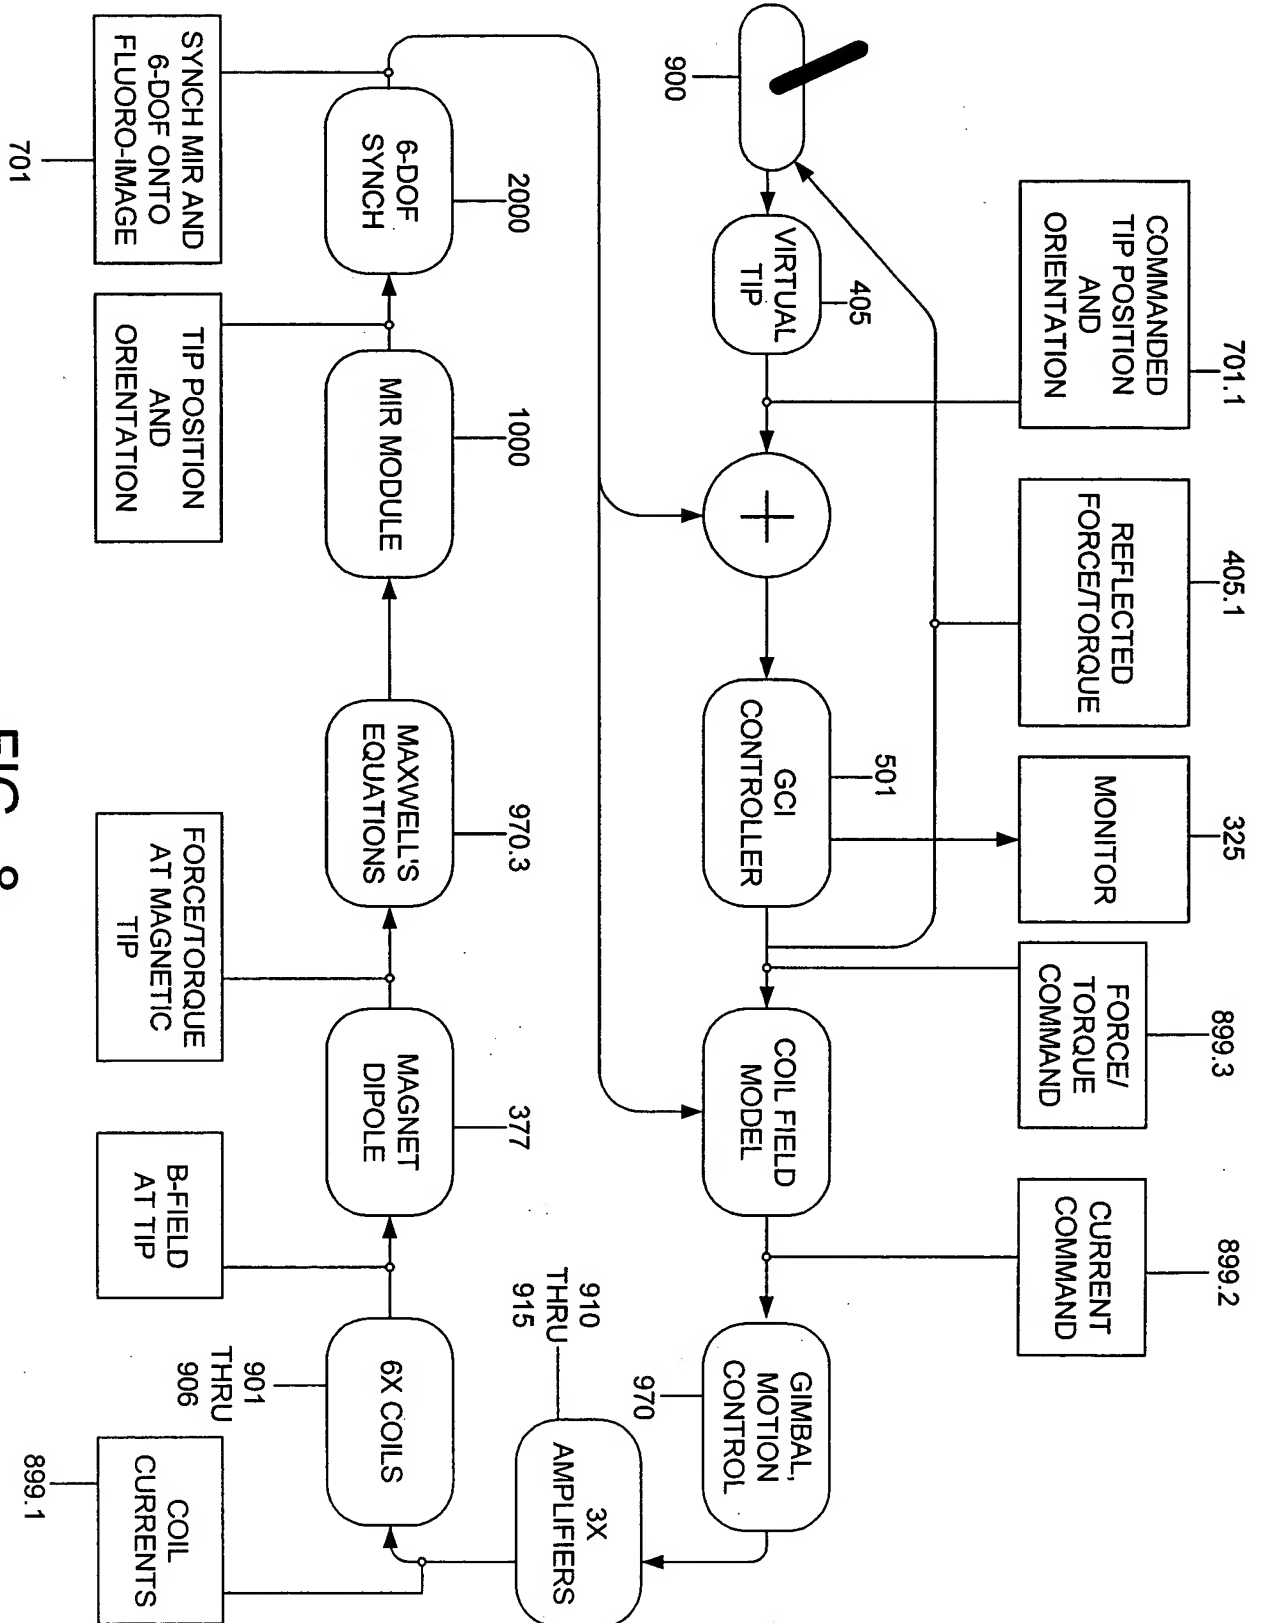 701.1
405.1
325
899.3
899.2
COMMANDED
TIP POSITION
AND
ORIENTATION
REFLECTED
FORCE/TORQUE
MONITOR
FORCE/
TORQUE
COMMAND
CURRENT
COMMAND
900
405
VIRTUAL
TIP
+
501
GCI
CONTROLLER
COIL FIELD
MODEL
GIMBAL,
MOTION
CONTROL
970
910
THRU
915
3X
AMPLIFIERS
2000
6-DOF
SYNCH
1000
MIR MODULE
970.3
MAXWELL'S
EQUATIONS
377
MAGNET
DIPOLE
6X COILS
901
THRU
906
SYNCH MIR AND
6-DOF ONTO
FLUORO-IMAGE
701
TIP POSITION
AND
ORIENTATION
FORCE/TORQUE
AT MAGNETIC
TIP
B-FIELD
AT TIP
COIL
CURRENTS
899.1
FIG. 8